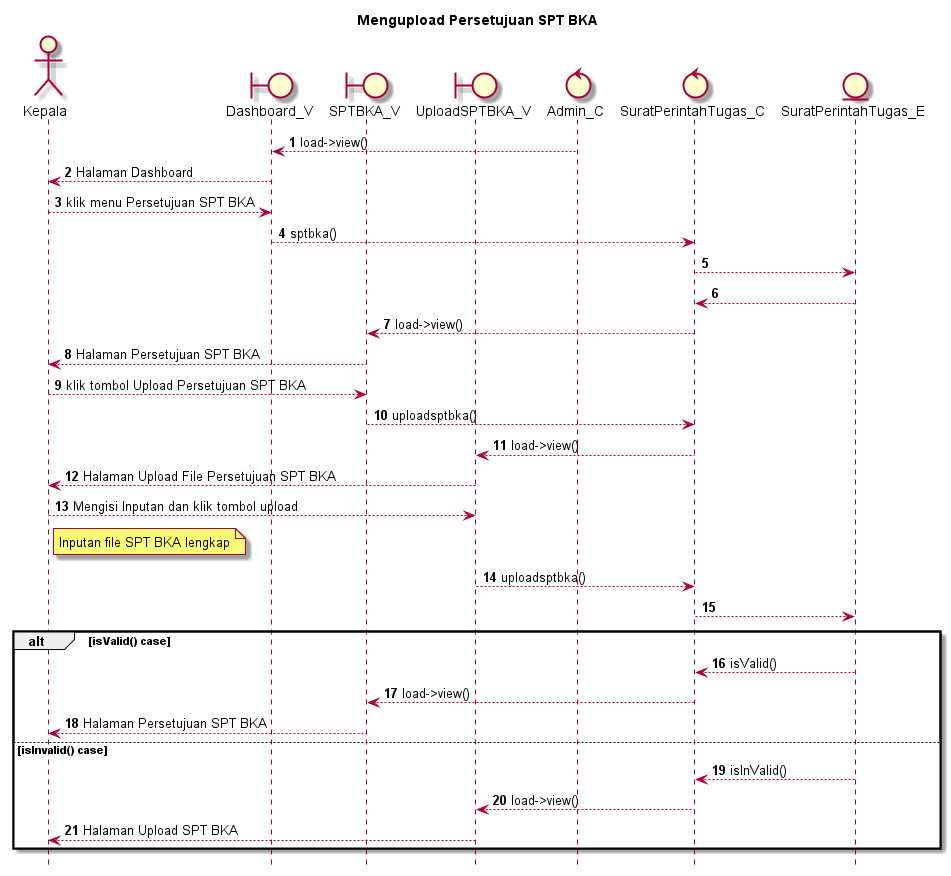 Mengupload Persetujuan SPT BKA
Kepala
Dashboard_V
SPTBKA_V
UploadSPTBKA_V
Admin_C
SuratPerintahTugas_C
SuratPerintahTugas_E
1 load->view()
2 Halaman Dashboard
3 klik menu Persetujuan SPT BKA
4 sptbka()
5
6
7 load->view()
8 Halaman Persetujuan SPT BKA
9 klik tombol Upload Persetujuan SPT BKA
10 uploadsptbka()
11 load->view()
12 Halaman Upload File Persetujuan SPT BKA
13 Mengisi Inputan dan klik tombol upload
Inputan file SPT BKA lengkap
14 uploadsptbka()
15
alt [isValid() case]
16 isValid()
17 load->view()
18 Halaman Persetujuan SPT BKA
[isInvalid() case]
19 isInValid()
20 load->view()
21 Halaman Upload SPT BKA